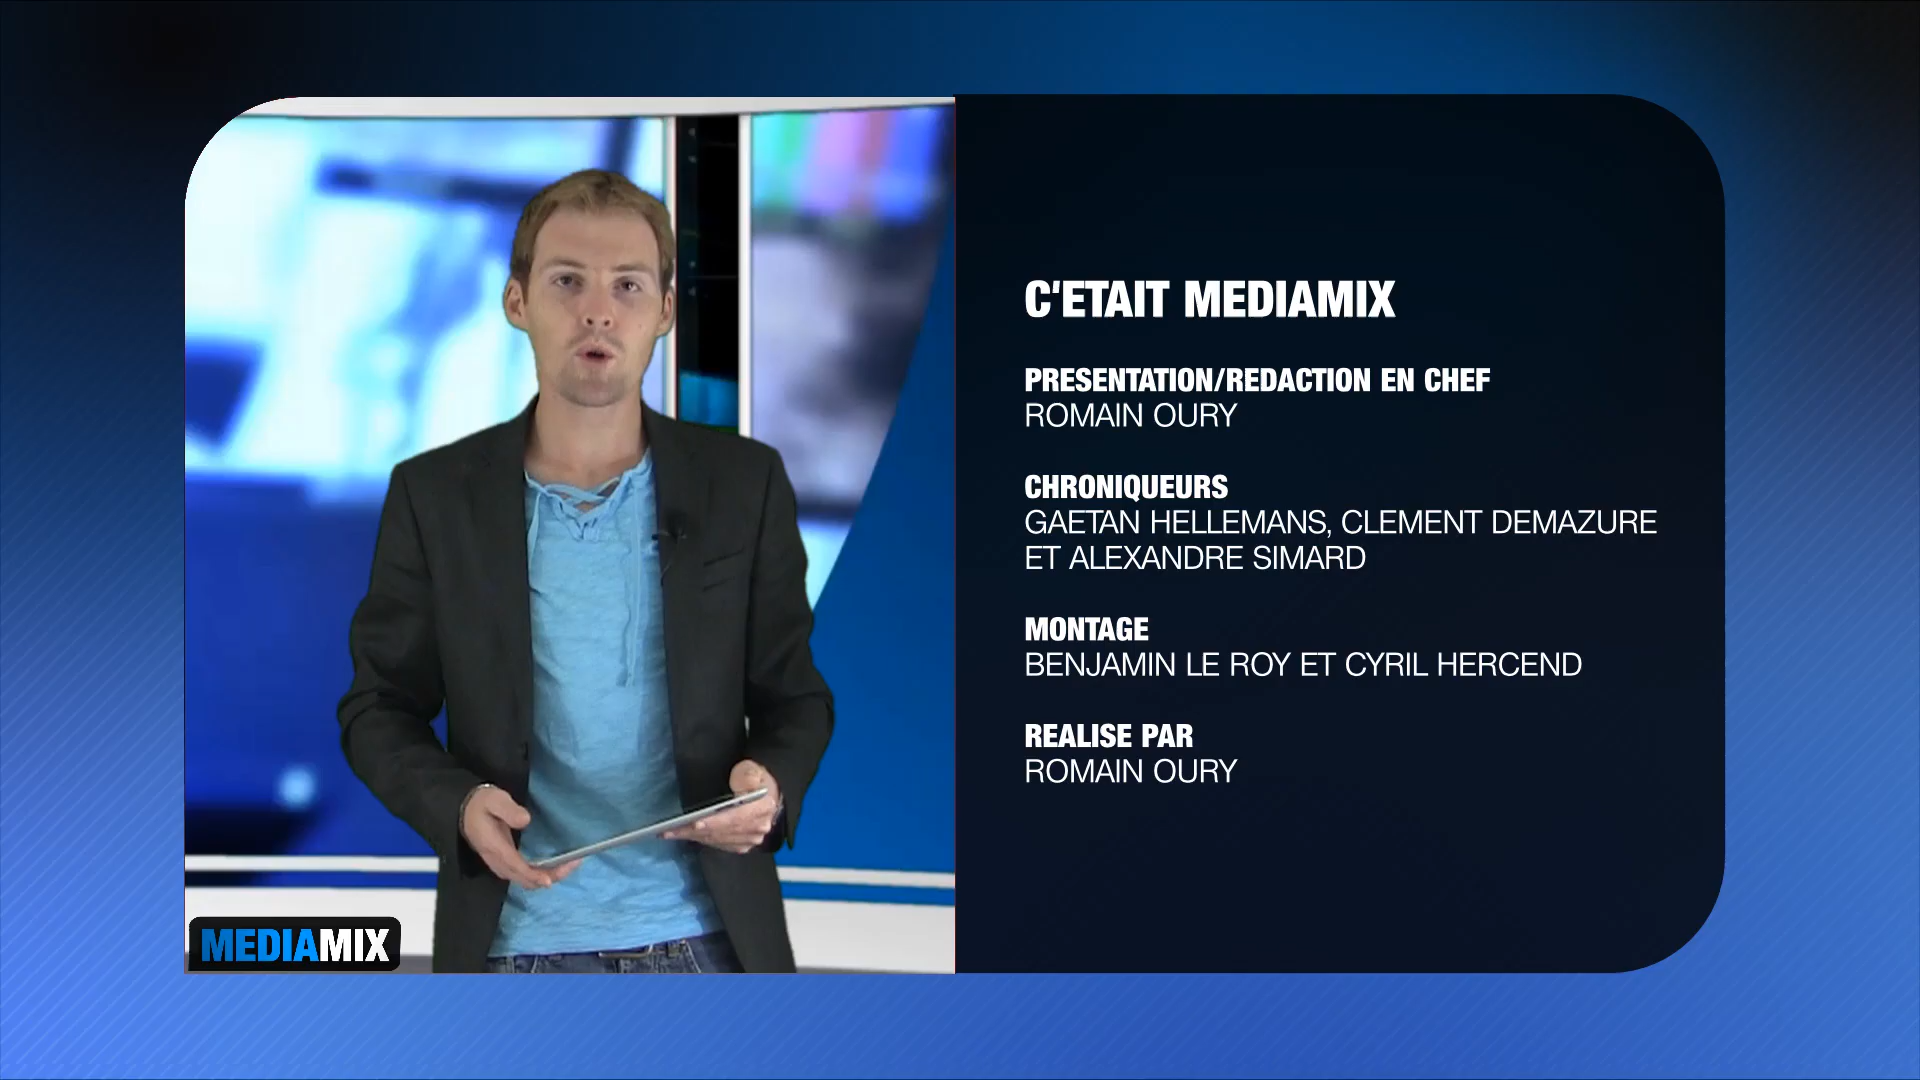 C'ETAIT MEDIAMIX
PRESENTATION/REDACTION EN CHEF
ROMAIN OURY
CHRONIQUEURS
GAETAN HELLEMANS, CLEMENT DEMAZURE
ET ALEXANDRE SIMARD
MONTAGE
BENJAMIN LE ROY ET CYRIL HERCEND
REALISE PAR
ROMAIN OURY
MEDIAMIX